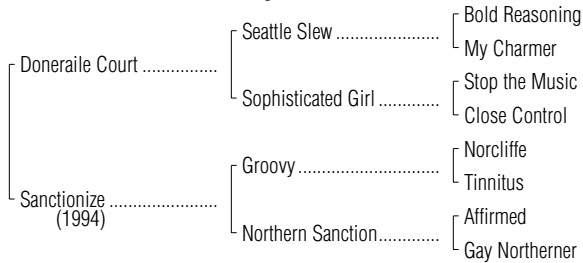 Bold Reasoning
Seattle Slew ..................
My Charmer
Doneraile Court ................
Stop the Music
Sophisticated Girl .............
Close Control
Norcliffe
Groovy .........................
Tinnitus
Sanctionize .....................
(1994)
Affirmed
Northern Sanction.............
Gay Northerner